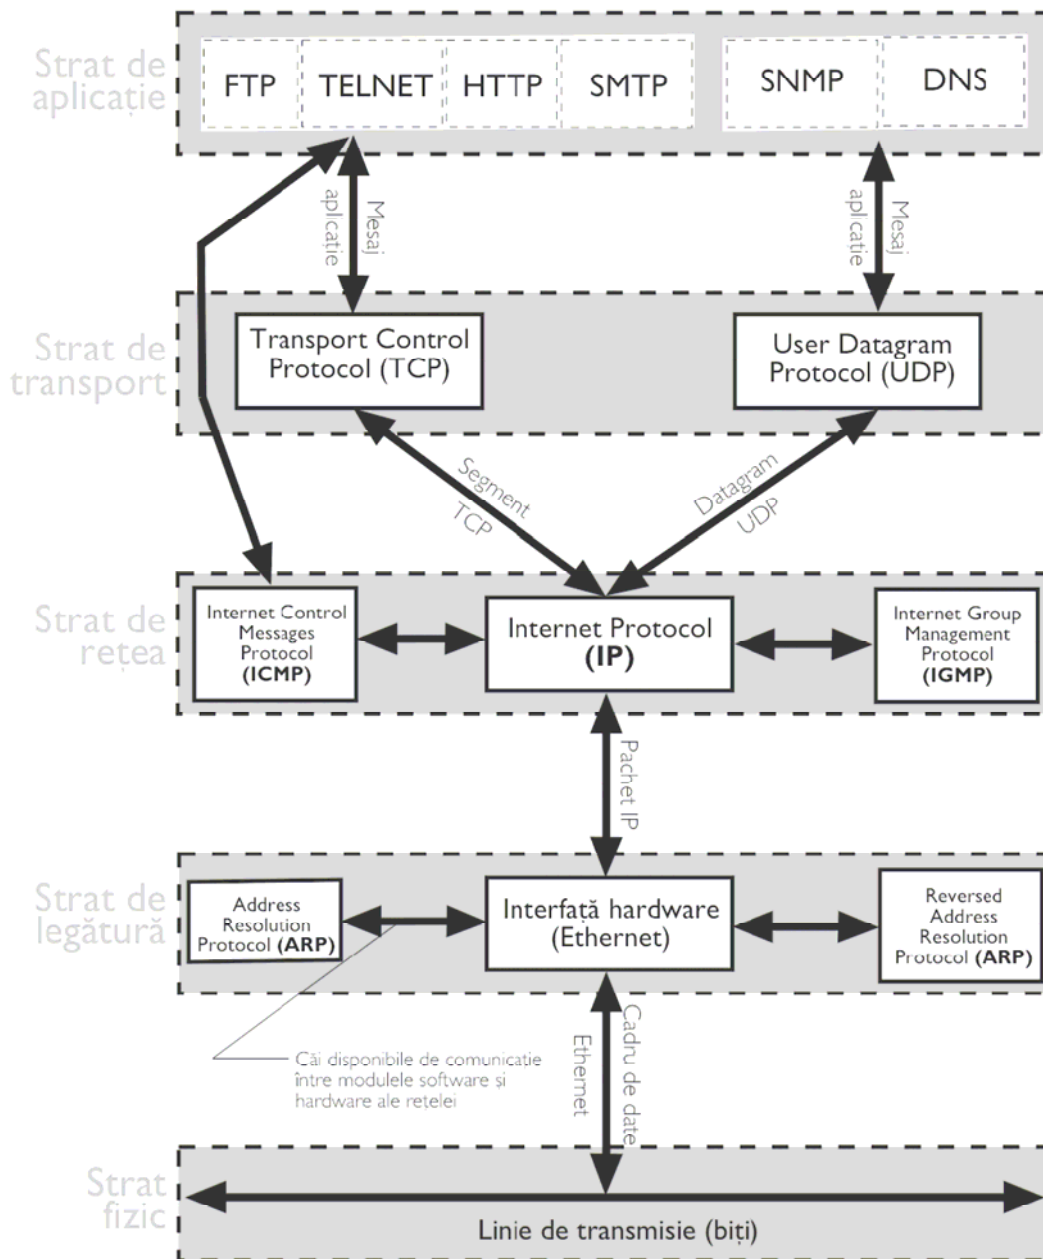 Strat de
aplicație
FTP
TELNET
HTTP
SMTP
SNMP
DNS
Mesaj
aplicație
Mesaj
aplicație
Strat de
transport
Transport Control
Protocol (TCP)
User Datagram
Protocol (UDP)
Segment
TCP
Datagram
UDP
Strat de
rețea
Internet Control
Messages
Protocol
(ICMP)
Internet Protocol
(IP)
Internet Group
Management
Protocol
(IGMP)
Pachet IP
Strat de
legătură
Address
Resolution
Protocol (ARP)
Interfață hardware
(Ethernet)
Reversed
Address
Resolution
Protocol (ARP)
Căi disponibile de comunicație
între modulele software și
hardware ale rețelei
Cadru de date
Ethernet
Strat
fizic
Linie de transmisie (biți)